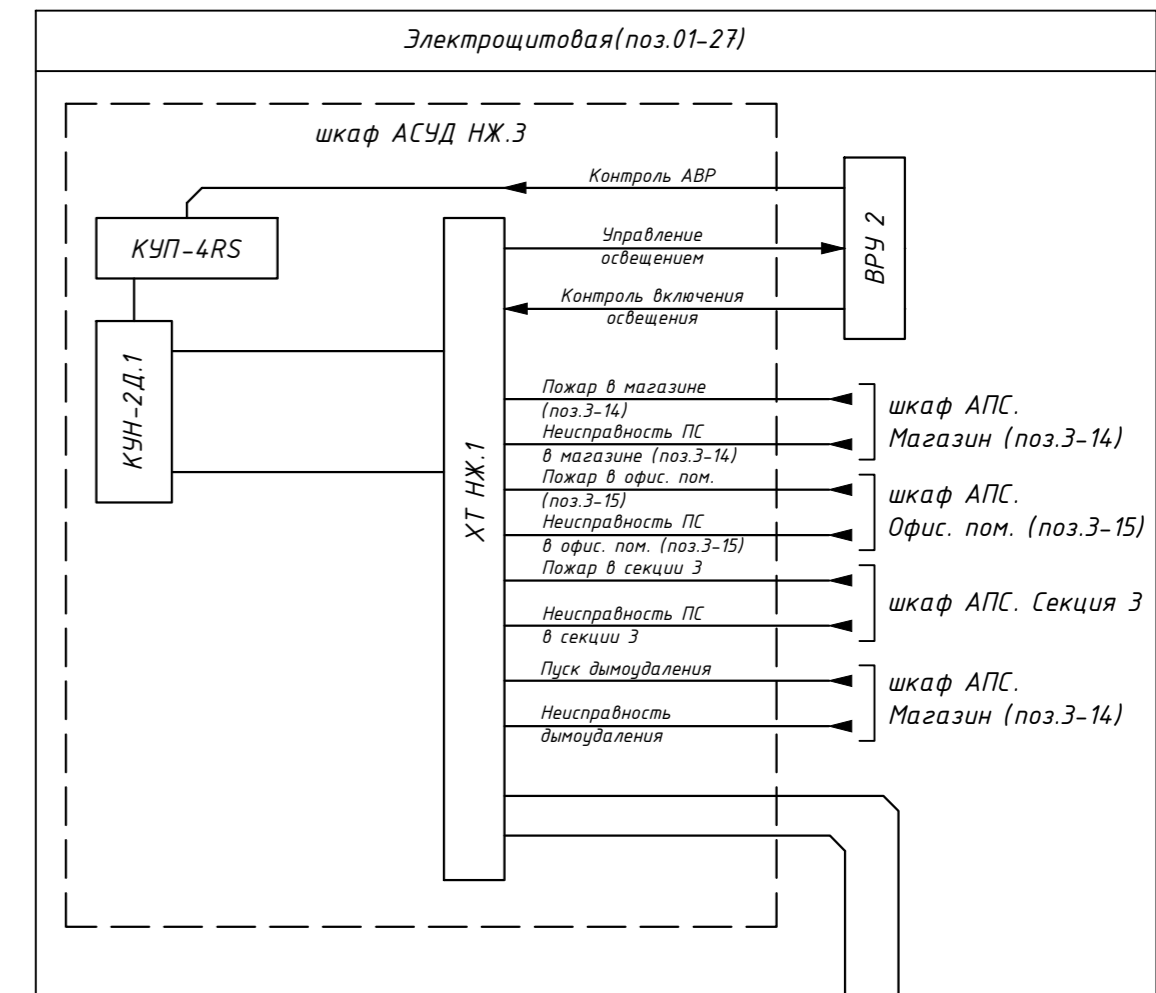 Электрощитовая(поз.01-27)
шкаф АСУД НЖ.3
Контроль АВР
КУП-4RS
Управление
освещением
ВРУ 2
Контроль включения
освещения
КУН-2Д.1
ХТ НЖ.1
Пожар в магазине
(поз.3-14)
Неисправность ПС
в магазине (поз.3-14)
шкаф АПС.
Магазин (поз.3-14)
Пожар в офис. пом.
(поз.3-15)
Неисправность ПС
в офис. пом. (поз.3-15)
шкаф АПС.
Офис. пом. (поз.3-15)
Пожар в секции 3
Неисправность ПС
в секции 3
шкаф АПС. Секция 3
Пуск дымоудаления
Неисправность
дымоудаления
шкаф АПС.
Магазин (поз.3-14)